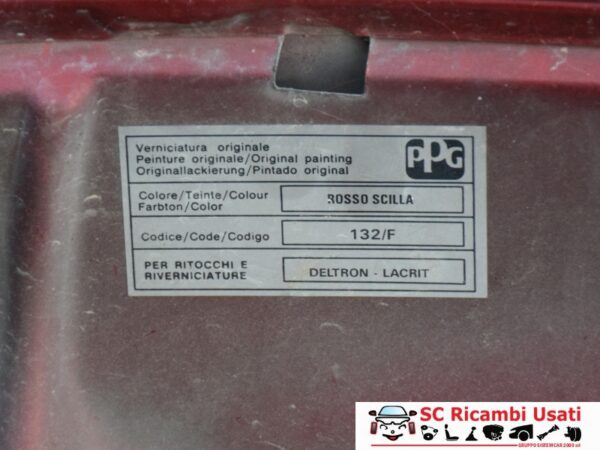 Verniciatura originale
Peinture originale/Original painting
Originallackierung/Pintado original
PPG
Colore/Teinte/Colour
Farbton/Color
ROSSO SCILLA
Codice/Code/Codigo
132/F
PER RITOCCHI E
RIVERNICIATURE
DELTRON - LACRIT
SC Ricambi Usati